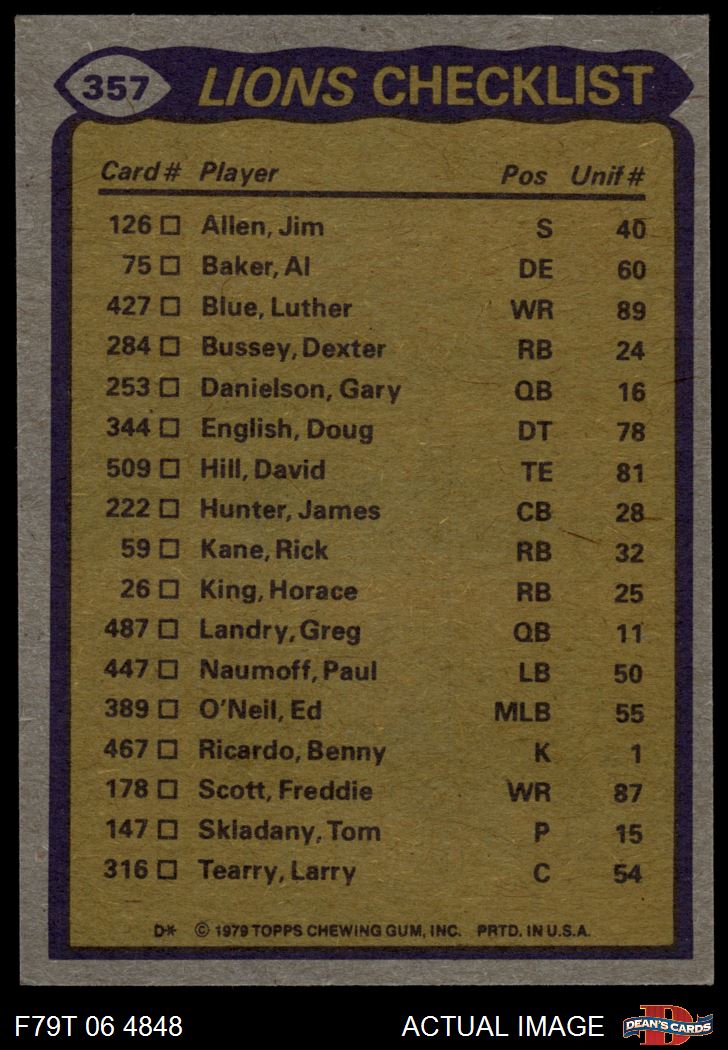 357 LIONS CHECKLIST
Card # Player Pos Unif #
126 □ Allen, Jim S 40
75 □ Baker, Al DE 60
427 □ Blue, Luther WR 89
284 □ Bussey, Dexter RB 24
253 □ Danielson, Gary QB 16
344 □ English, Doug DT 78
509 □ Hill, David TE 81
222 □ Hunter, James CB 28
59 □ Kane, Rick RB 32
26 □ King, Horace RB 25
487 □ Landry, Greg QB 11
447 □ Naumoff, Paul LB 50
389 □ O'Neil, Ed MLB 55
467 □ Ricardo, Benny K 1
178 □ Scott, Freddie WR 87
147 □ Skladany, Tom P 15
316 □ Tearry, Larry C 54
D* © 1979 TOPPS CHEWING GUM, INC. PRTD. IN U.S.A.
F79T 06 4848 ACTUAL IMAGE D DEAN'S CARDS